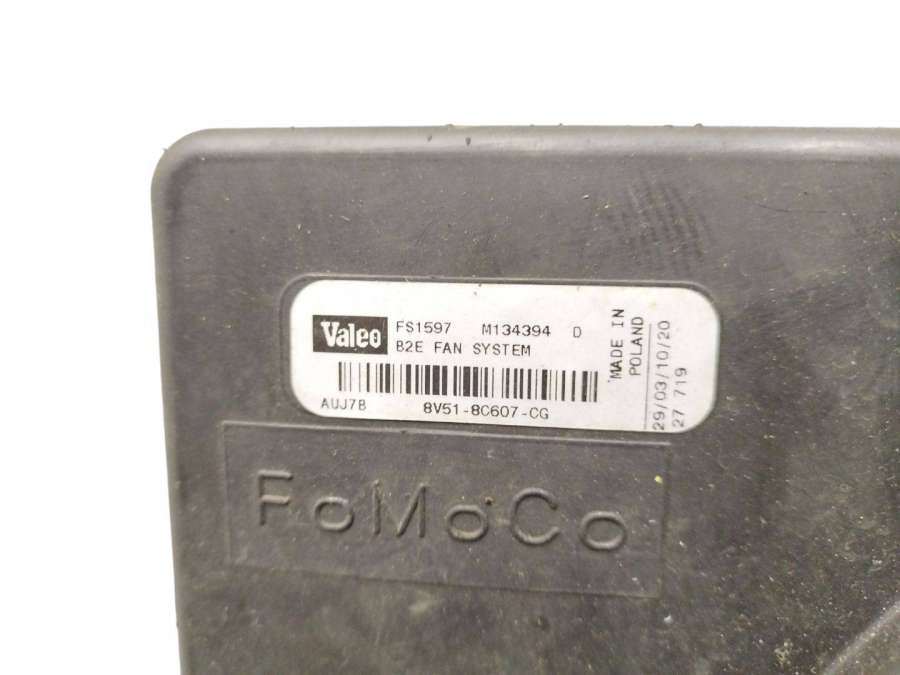 Valeo FS1597 M134394 D
B2E FAN SYSTEM
AUJ7B 8V51-8C607-CG
MADE IN
POLAND
29/03/10/20
27 719
FoMoCo